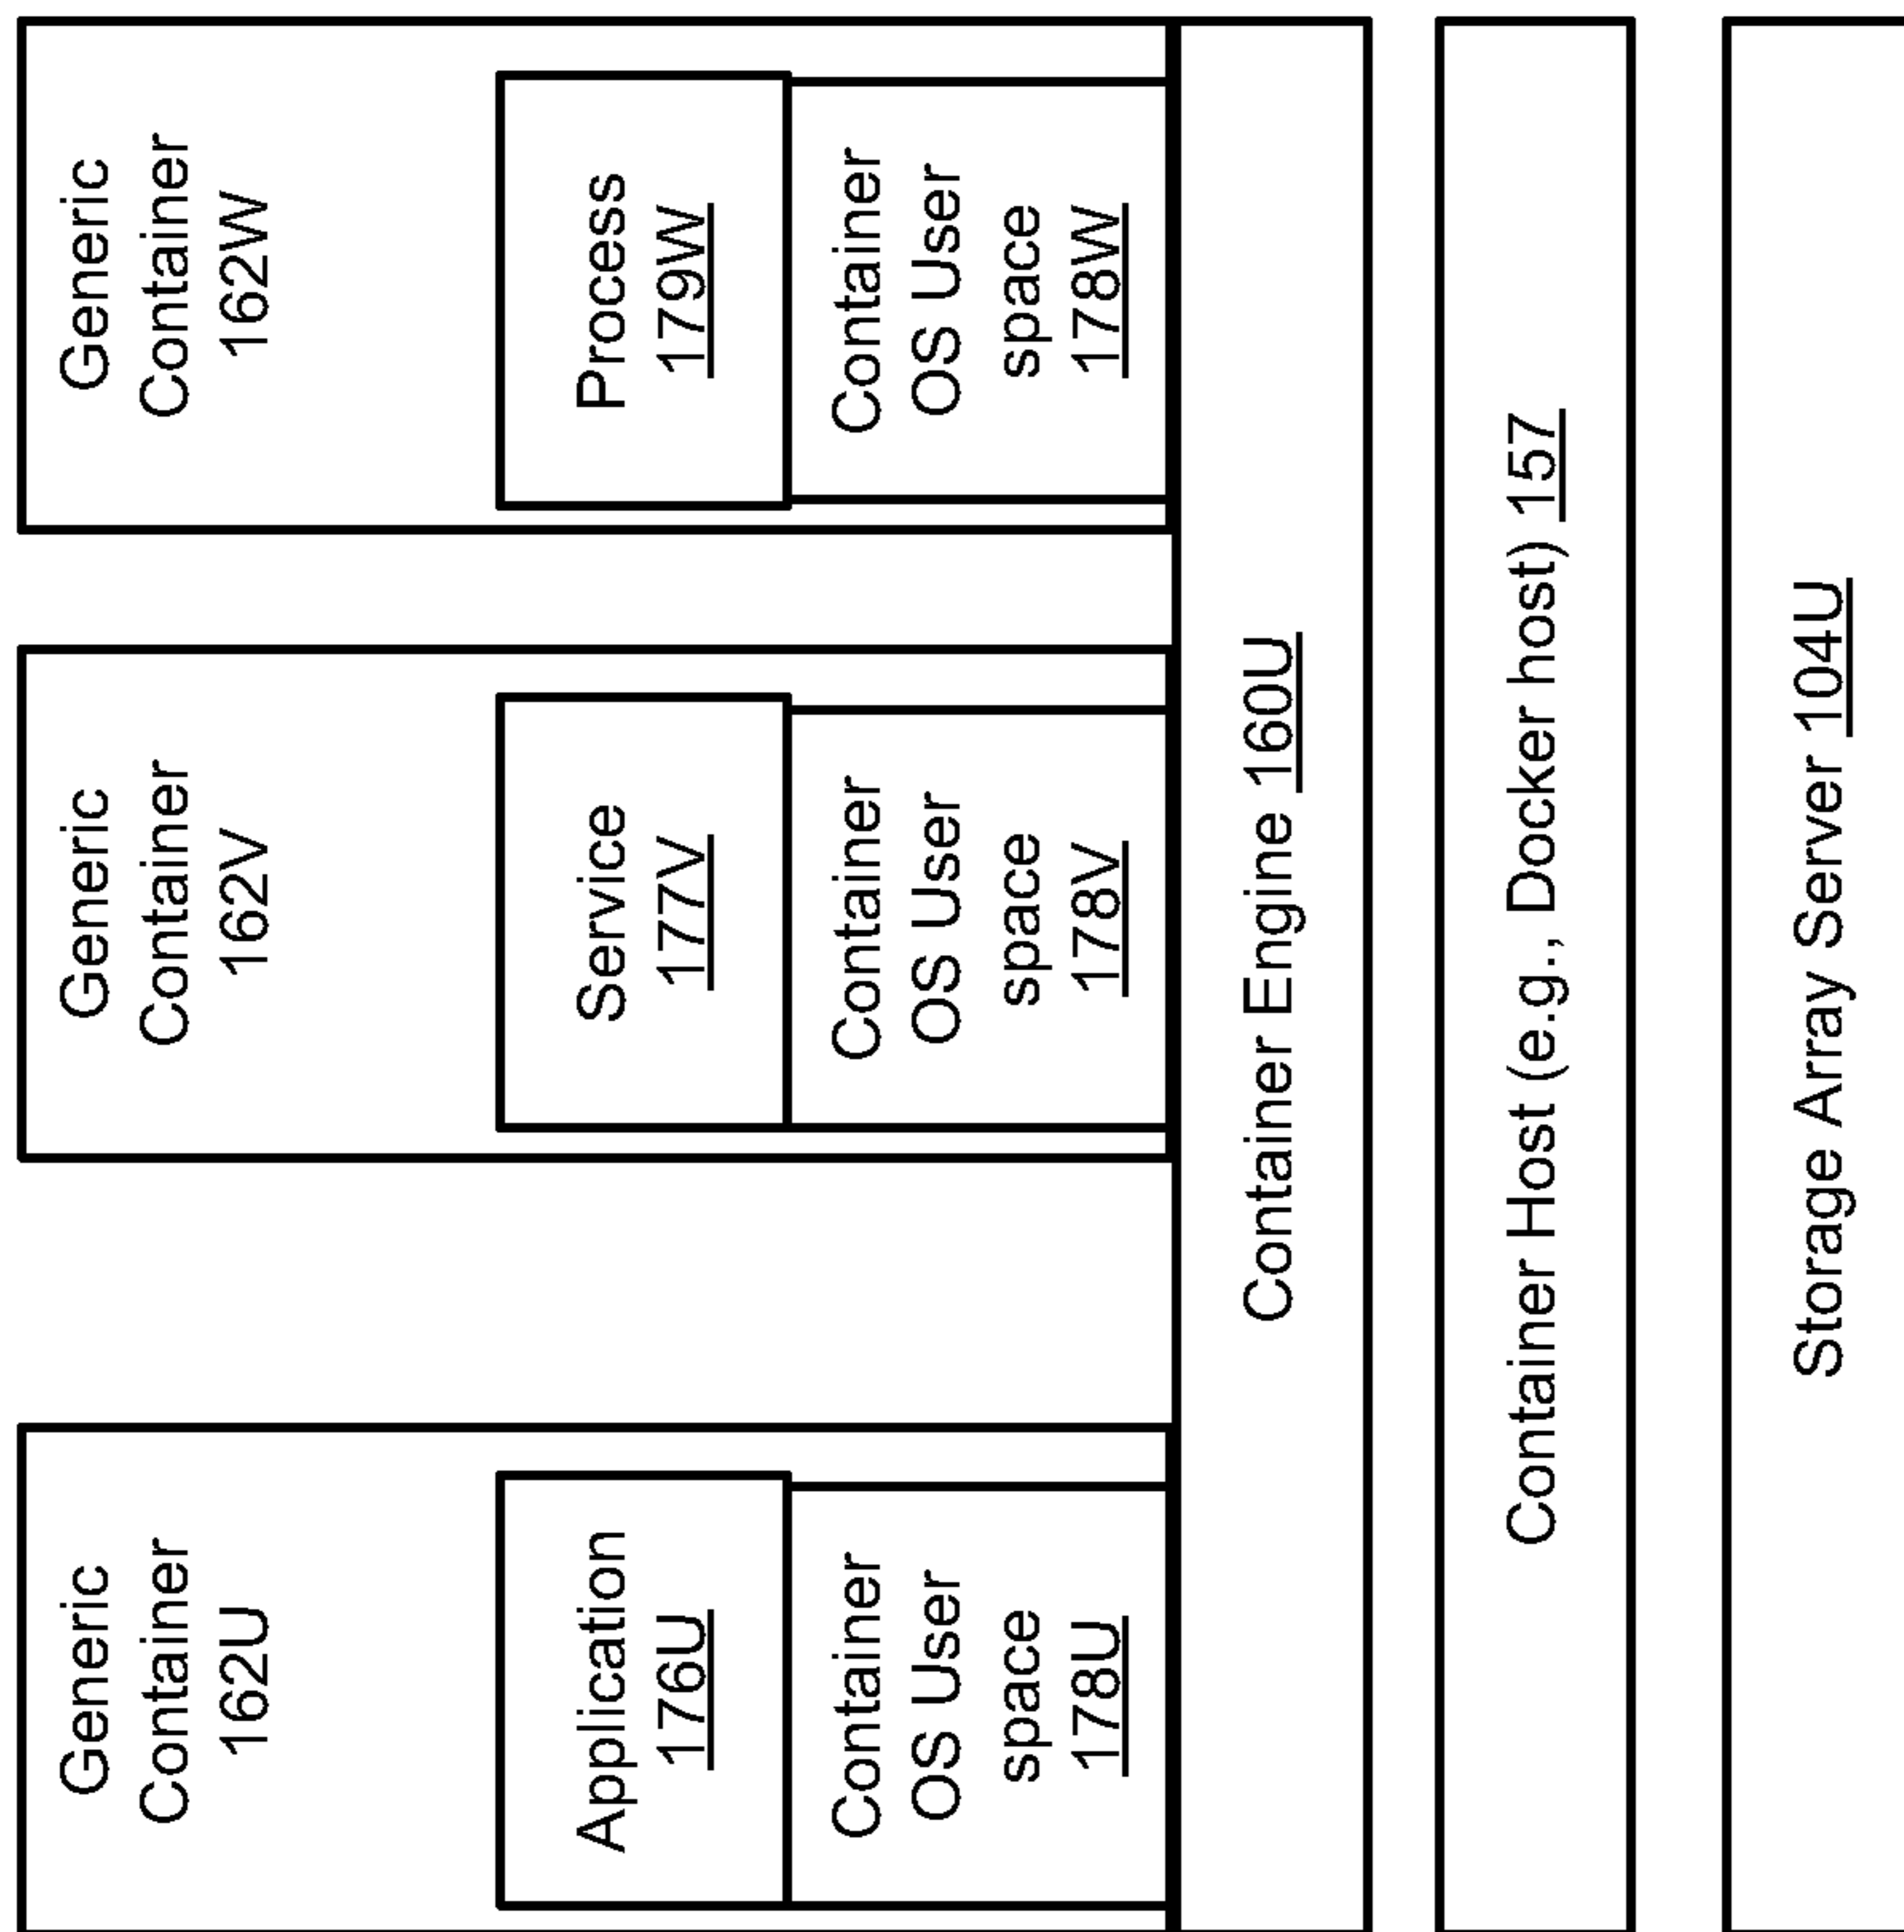 Generic
Container
162U
Application
176U
Container
OS User
space
178U
Generic
Container
162V
Service
177V
Container
OS User
space
178V
Generic
Container
162W
Process
179W
Container
OS User
space
178W
Container Engine 160U
Container Host (e.g., Docker host) 157
Storage Array Server 104U